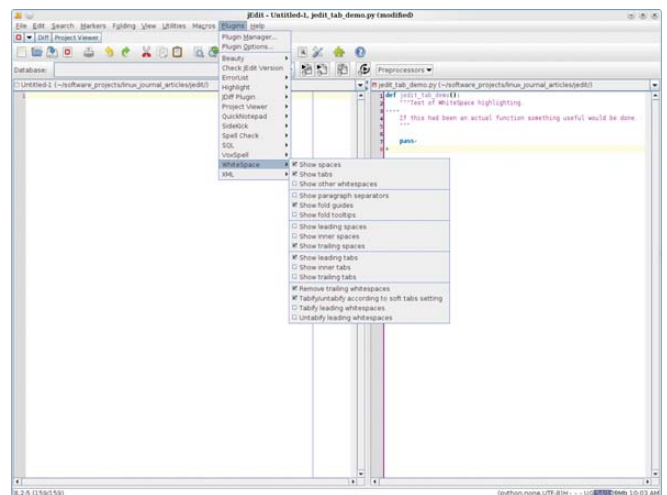 jEdit - Untitled-1, jedit_tab_demo.py (modified)
File Edit Search Markers Folding View Utilities Macros Plugins Help
Diff Project Viewer
Plugin Manager...
Plugin Options...
Database:
Preprocessors
Beauty
Check jEdit Version
ErrorList
Highlight
JDiff Plugin
Project Viewer
QuickNotepad
SideKick
Spell Check
SQL
VoxSpell
WhiteSpace
XML
Untitled-1 (~/software_projects/linux_journal_articles/jedit/)
jedit_tab_demo.py (~/software_projects/linux_journal_articles/jedit/)
def jedit_tab_demo():
"""Test of WhiteSpace highlighting.
If this had been an actual function something useful would be done.
"""
pass
Show spaces
Show tabs
Show other whitespaces
Show paragraph separators
Show fold guides
Show fold tooltips
Show leading spaces
Show inner spaces
Show trailing spaces
Show leading tabs
Show inner tabs
Show trailing tabs
Remove trailing whitespaces
Tabify/untabify according to soft tabs setting
Tabify leading whitespaces
Untabify leading whitespaces
8,2-5 (159/159)
10:03 AM